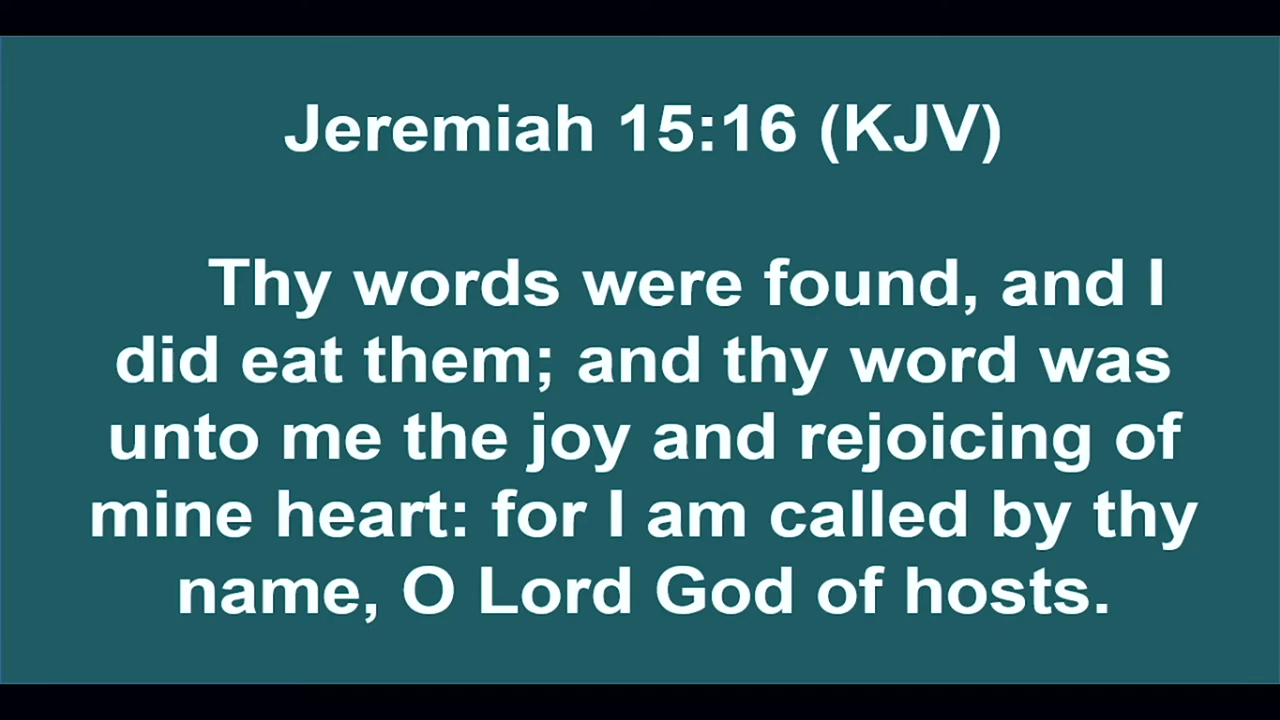 Jeremiah 15:16 (KJV)
Thy words were found, and I
did eat them; and thy word was
unto me the joy and rejoicing of
mine heart: for I am called by thy
name, O Lord God of hosts.